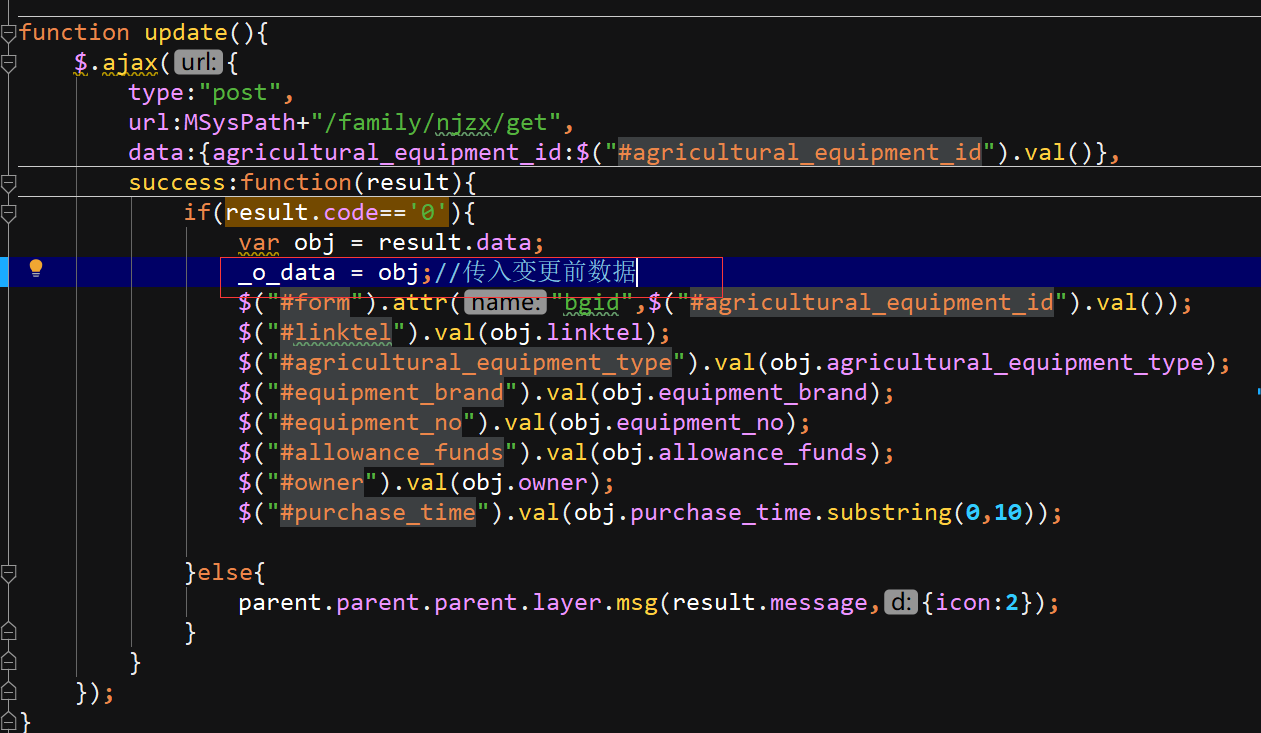 function update(){
$.ajax( url: {
type:"post",
url:MSysPath+"/family/njzx/get",
data:{agricultural_equipment_id:$("#agricultural_equipment_id").val()},
success:function(result){
if(result.code=='0'){
var obj = result.data;
_o_data = obj;//传入变更前数据
$("#form").attr( name: "bgid",$("#agricultural_equipment_id").val());
$("#linktel").val(obj.linktel);
$("#agricultural_equipment_type").val(obj.agricultural_equipment_type);
$("#equipment_brand").val(obj.equipment_brand);
$("#equipment_no").val(obj.equipment_no);
$("#allowance_funds").val(obj.allowance_funds);
$("#owner").val(obj.owner);
$("#purchase_time").val(obj.purchase_time.substring(0,10));
}else{
parent.parent.parent.layer.msg(result.message, d: {icon:2});
}
}
});
}